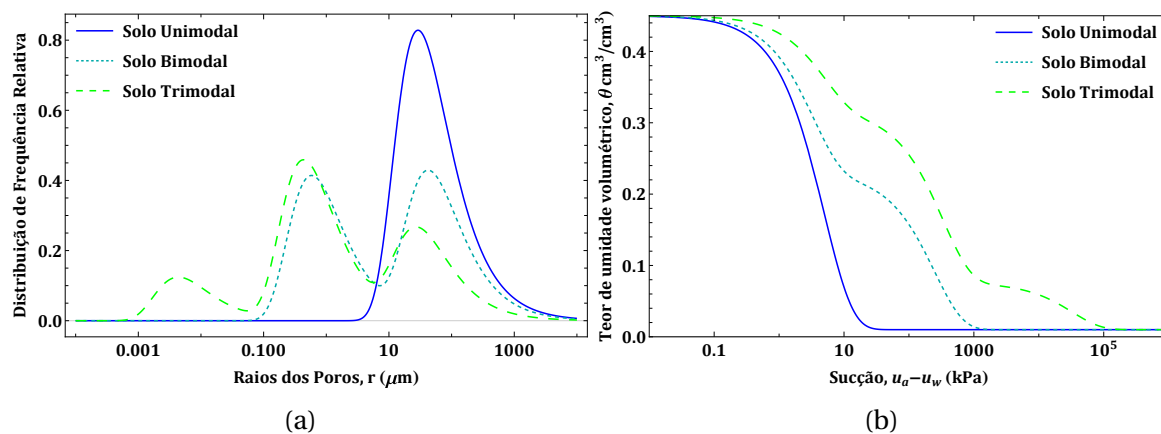 Distribuição de Frequência Relativa
0.8
0.6
0.4
0.2
0.0
Solo Unimodal
Solo Bimodal
Solo Trimodal
0.001
0.100
10
1000
Raios dos Poros, r (μm)
(a)
Teor de umidade volumétrico, θ cm³/cm³)
0.4
0.3
0.2
0.1
0.0
Solo Unimodal
Solo Bimodal
Solo Trimodal
0.1
10
1000
10⁵
Sucção, uₐ−u_w (kPa)
(b)